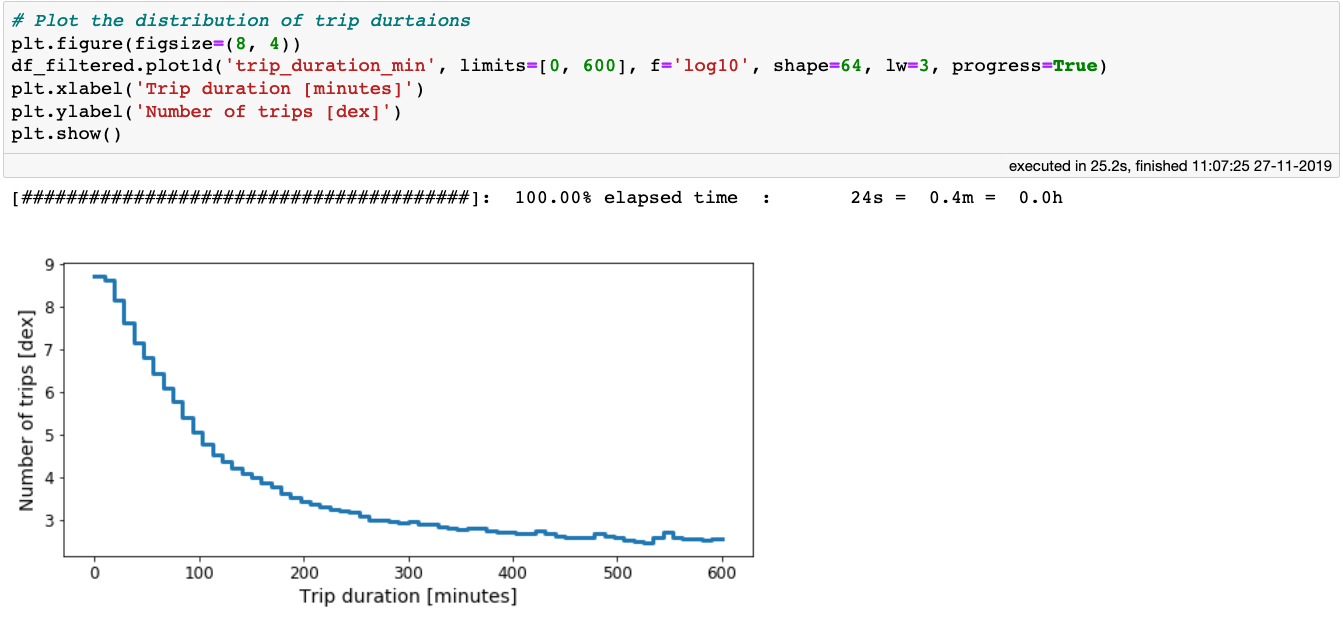 # Plot the distribution of trip durtaions
plt.figure(figsize=(8, 4))
df_filtered.plot1d('trip_duration_min', limits=[0, 600], f='log10', shape=64, lw=3, progress=True)
plt.xlabel('Trip duration [minutes]')
plt.ylabel('Number of trips [dex]')
plt.show()
executed in 25.2s, finished 11:07:25 27-11-2019
[########################################]: 100.00% elapsed time : 24s = 0.4m = 0.0h
Number of trips [dex]
9
8
7
6
5
4
3
0 100 200 300 400 500 600
Trip duration [minutes]